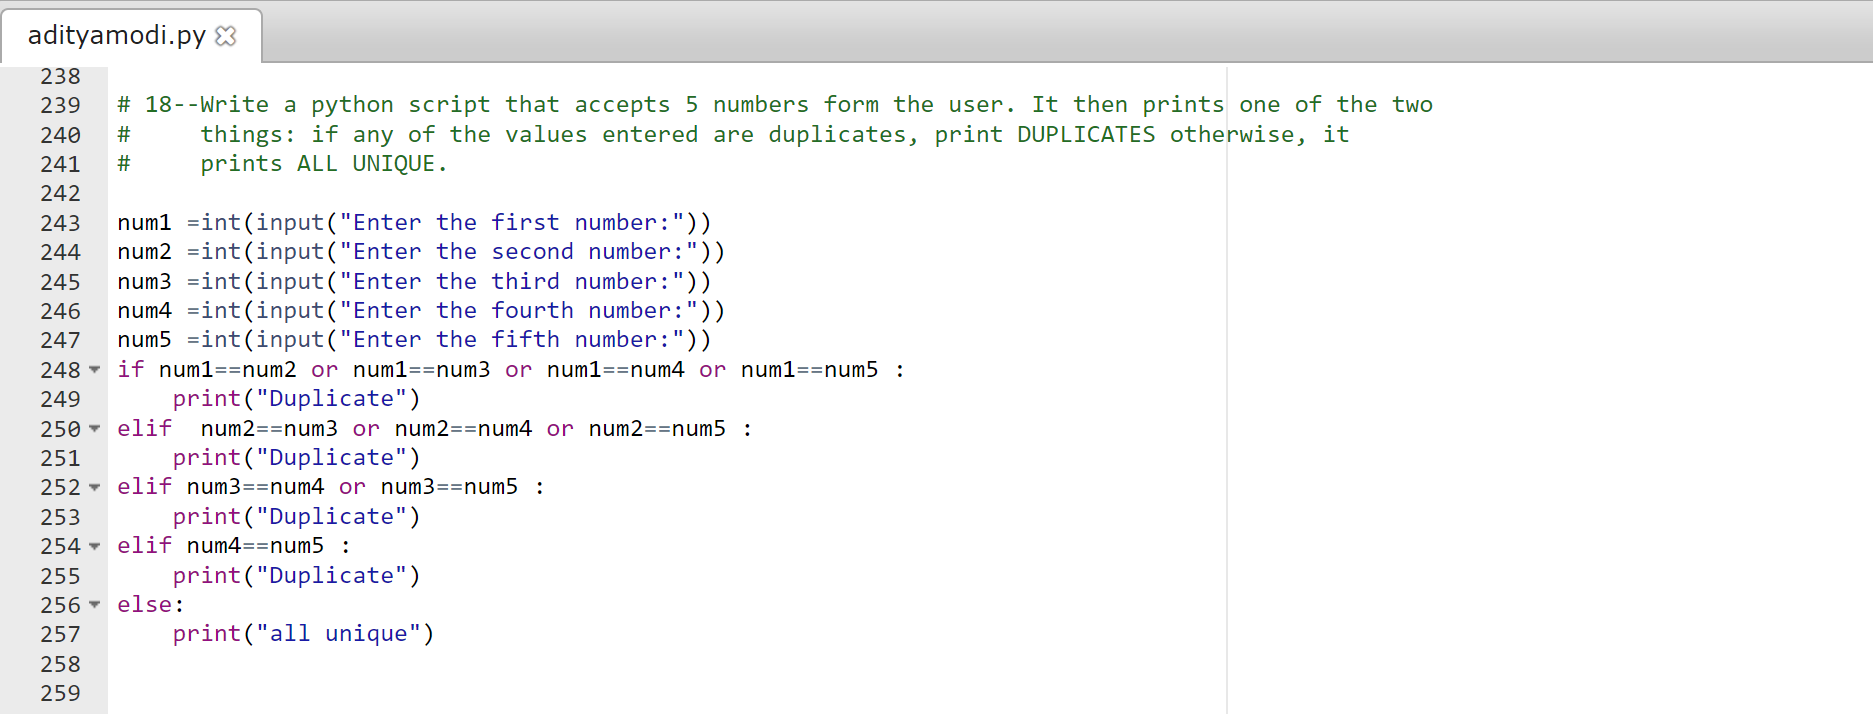 adityamodi.py
238
239 # 18--Write a python script that accepts 5 numbers form the user. It then prints one of the two
240 #     things: if any of the values entered are duplicates, print DUPLICATES otherwise, it
241 #     prints ALL UNIQUE.
242
243 num1 =int(input("Enter the first number:"))
244 num2 =int(input("Enter the second number:"))
245 num3 =int(input("Enter the third number:"))
246 num4 =int(input("Enter the fourth number:"))
247 num5 =int(input("Enter the fifth number:"))
248 if num1==num2 or num1==num3 or num1==num4 or num1==num5 :
249     print("Duplicate")
250 elif  num2==num3 or num2==num4 or num2==num5 :
251     print("Duplicate")
252 elif num3==num4 or num3==num5 :
253     print("Duplicate")
254 elif num4==num5 :
255     print("Duplicate")
256 else:
257     print("all unique")
258
259